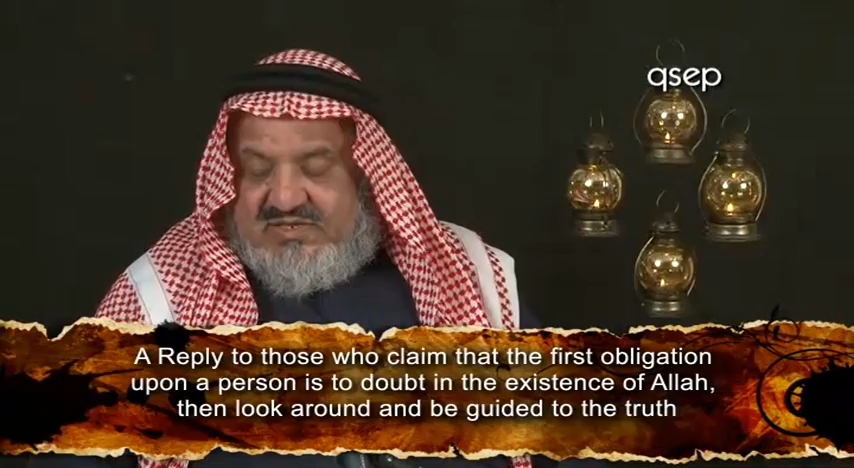 qsep
A Reply to those who claim that the first obligation
upon a person is to doubt in the existence of Allah,
then look around and be guided to the truth